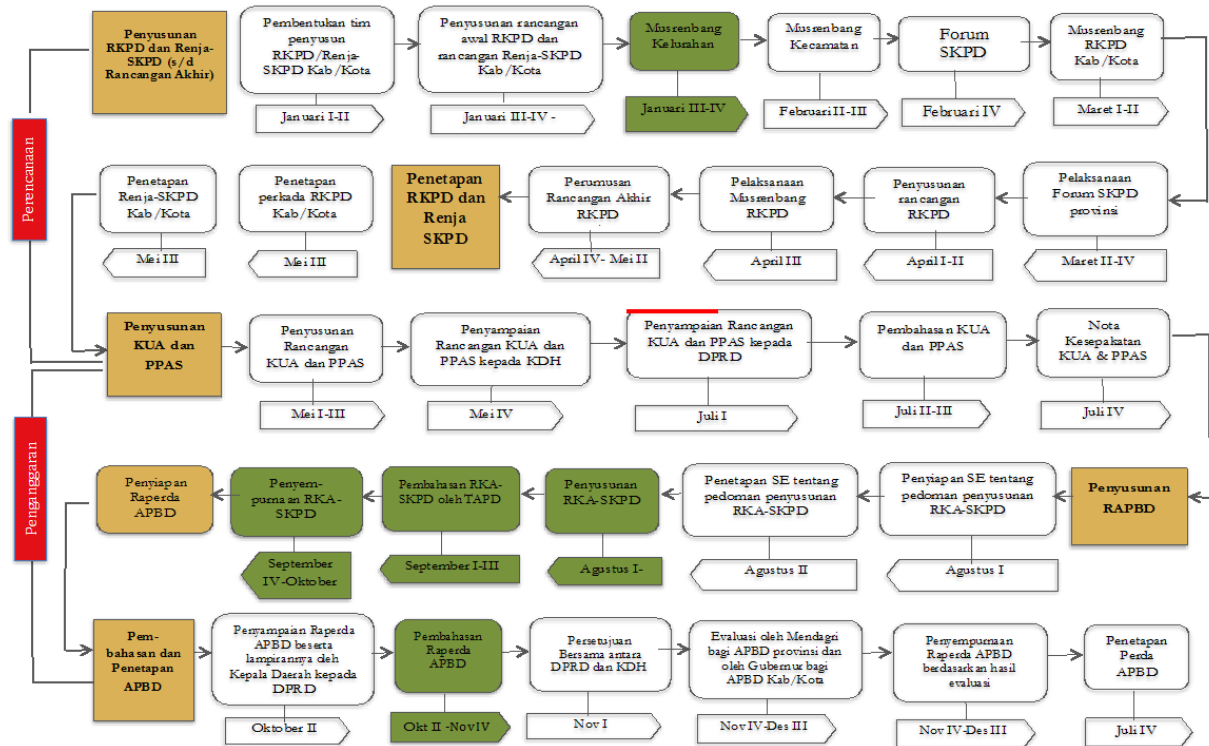 Perencanaan
Penyusunan
RKPD dan Renja-
SKPD (s/d
Rancangan Akhir)
Pembentukan tim
penyusun
RKPD/Renja-
SKPD Kab/Kota
Januari I-II
Penyusunan rancangan
awal RKPD dan
rancangan Renja-SKPD
Kab/Kota
Januari III-IV -
Musrenbang
Kelurahan
Januari III-IV
Musrenbang
Kecamatan
Februari II-III
Forum
SKPD
Februari IV
Musrenbang
RKPD
Kab/Kota
Maret I-II
Penetapan
Renja-SKPD
Kab/Kota
Mei III
Penetapan
perkada RKPD
Kab/Kota
Mei III
Penetapan
RKPD dan
Renja
SKPD
Perumusan
Rancangan Akhir
RKPD
April IV- Mei II
Pelaksanaan
Musrenbang
RKPD
April III
Penyusunan
rancangan
RKPD
April I-II
Pelaksanaan
Forum SKPD
provinsi
Maret II-IV
Penyusunan
KUA dan
PPAS
Penyusunan
Rancangan
KUA dan PPAS
Mei I-III
Penyampaian
Rancangan KUA dan
PPAS kepada KDH
Mei IV
Penyampaian Rancangan
KUA dan PPAS kepada
DPRD
Juli I
Pembahasan KUA
dan PPAS
Juli II-III
Nota
Kesepakatan
KUA & PPAS
Juli IV
Penganggaran
Penyiapan
Raperda
APBD
Penyem-
purnaan RKA-
SKPD
September
IV-Oktober
Pembahasan RKA-
SKPD oleh TAPD
September I-III
Penyusunan
RKA-SKPD
Agustus I-
Penetapan SE tentang
pedoman penyusunan
RKA-SKPD
Agustus II
Penyiapan SE tentang
pedoman penyusunan
RKA-SKPD
Agustus I
Penyusunan
RAPBD
Pem-
bahasan dan
Penetapan
APBD
Penyampaian Raperda
APBD beserta
lampirannya oleh
Kepala Daerah kepada
DPRD
Oktober II
Pembahasan
Raperda
APBD
Okt II -Nov IV
Persetujuan
Bersama antara
DPRD dan KDH
Nov I
Evaluasi oleh Mendagri
bagi APBD provinsi dan
oleh Gubernur bagi
APBD Kab/Kota
Nov IV-Des III
Penyempurnaan
Raperda APBD
berdasarkan hasil
evaluasi
Nov IV-Des III
Penetapan
Perda
APBD
Juli IV